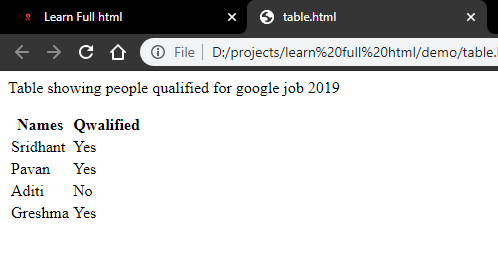 Learn Full html
table.html
File | D:/projects/learn%20full%20html/demo/table.
Table showing people qualified for google job 2019
Names Qwalified
Sridhant Yes
Pavan Yes
Aditi No
Greshma Yes